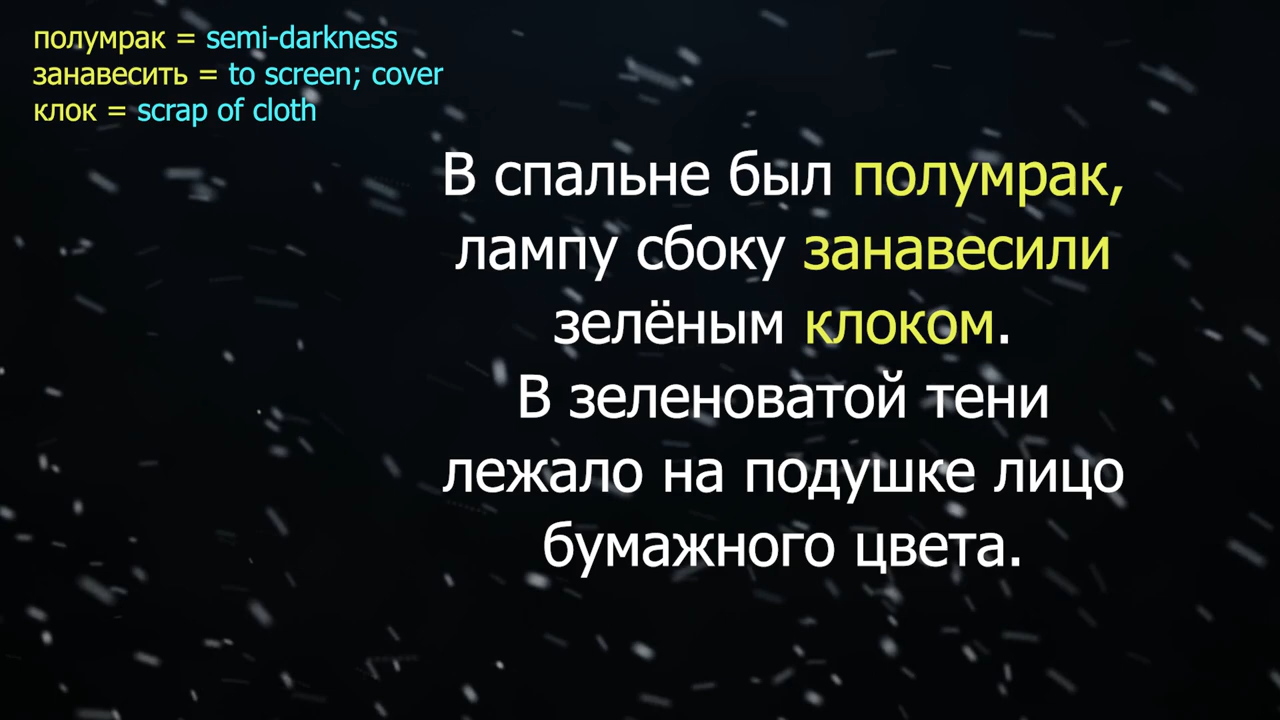 полумрак = semi-darkness
занавесить = to screen; cover
клок = scrap of cloth
В спальне был полумрак,
лампу сбоку занавесили
зелёным клоком.
В зеленоватой тени
лежало на подушке лицо
бумажного цвета.